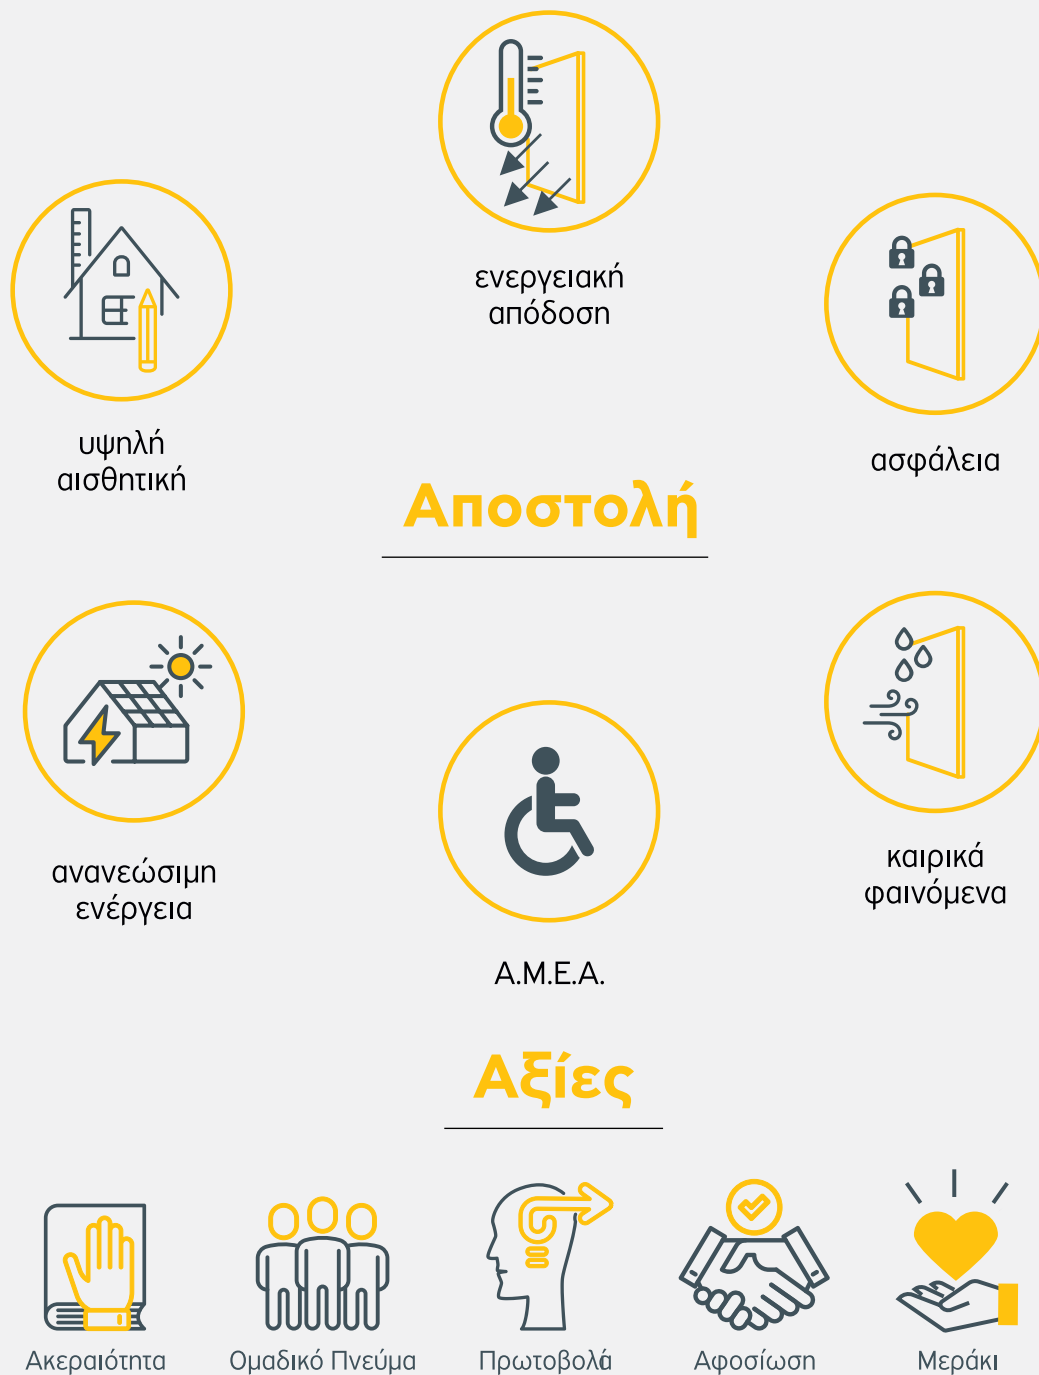 ενεργειακή
απόδοση
υψηλή
αισθητική
ασφάλεια
Αποστολή
ανανεώσιμη
ενέργεια
καιρικά
φαινόμενα
Α.Μ.Ε.Α.
Αξίες
Ακεραιότητα
Ομαδικό Πνεύμα
Πρωτοβολά
Αφοσίωση
Μεράκι